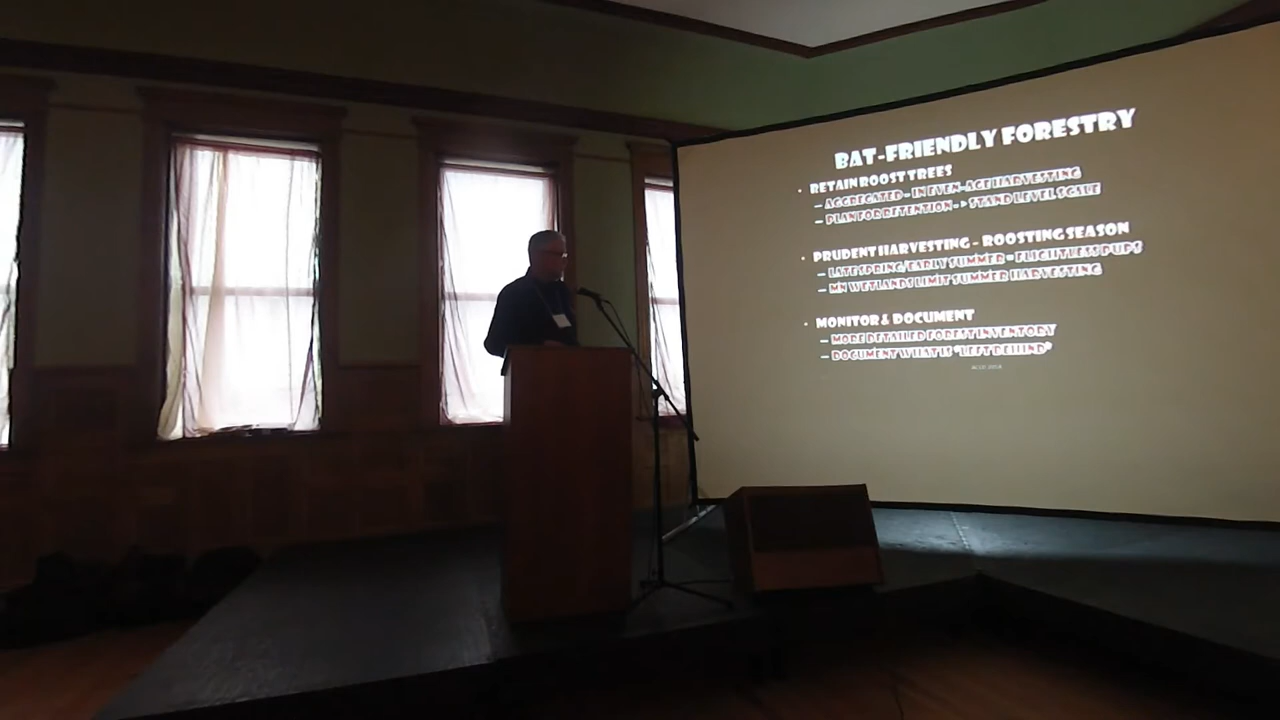 BAT-FRIENDLY FORESTRY
• RETAIN ROOST TREES
– AGGREGATED - IN EVEN-AGE HARVESTING
– PLAN FOR RETENTION -> STAND LEVEL SCALE
• PRUDENT HARVESTING - ROOSTING SEASON
– LATE SPRING/EARLY SUMMER = FLIGHTLESS PUPS
– MN WETLANDS LIMIT SUMMER HARVESTING
• MONITOR & DOCUMENT
– MORE DETAILED FOREST INVENTORY
– DOCUMENT WHAT IS "LEFT BEHIND"
2018